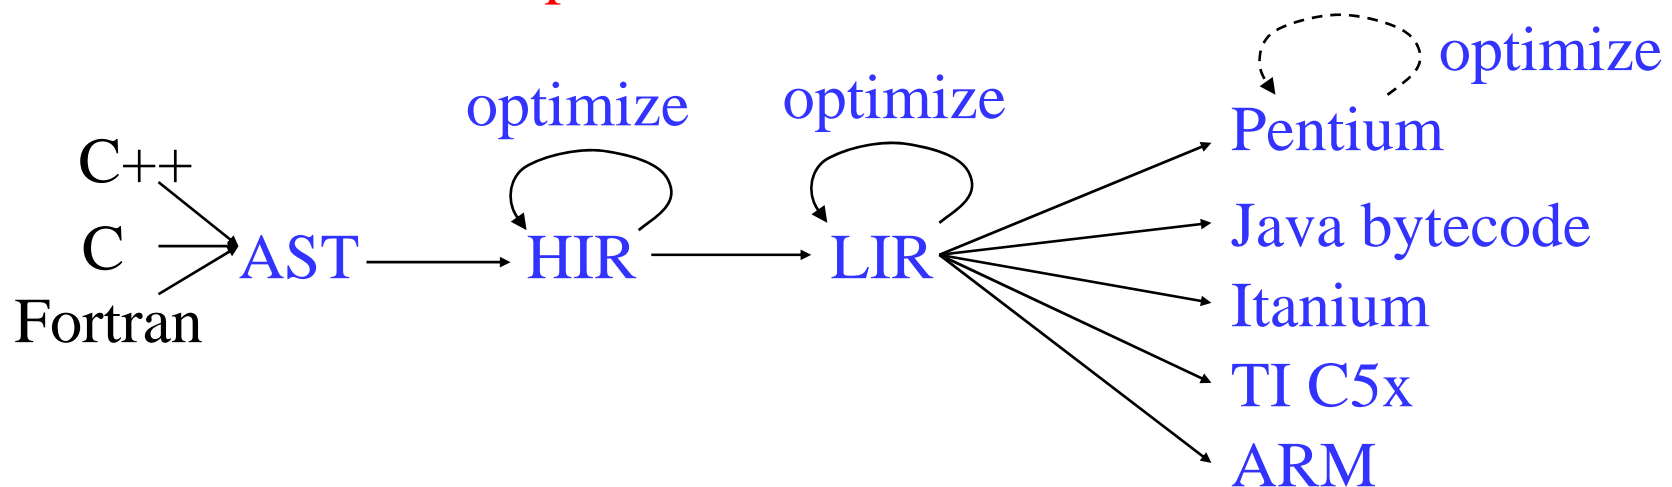 optimize
optimize
optimize
C++
C
Fortran
AST
HIR
LIR
Pentium
Java bytecode
Itanium
TI C5x
ARM